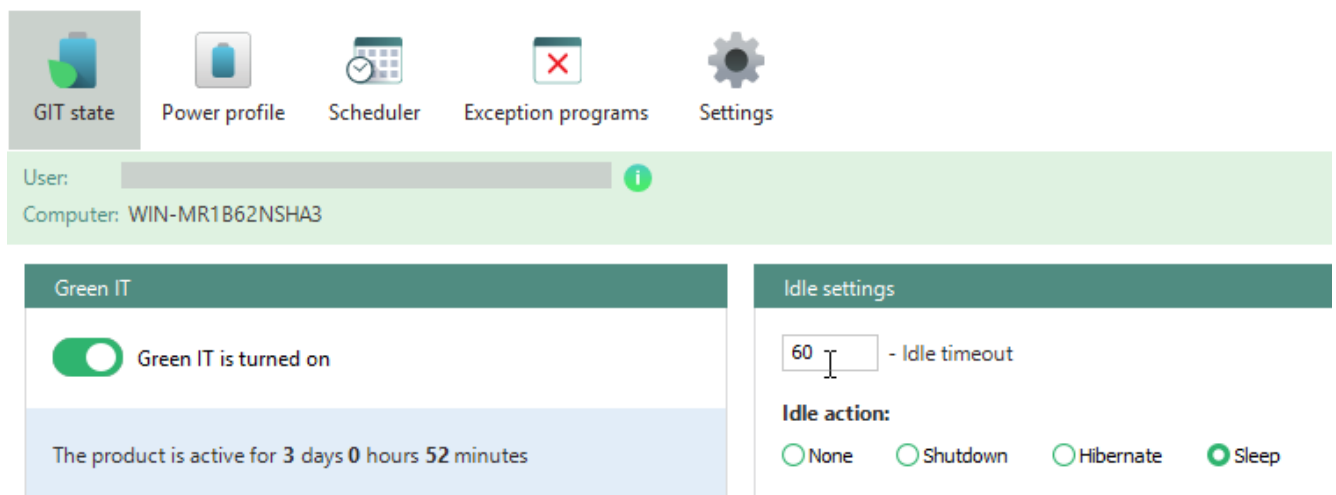 GIT state Power profile Scheduler Exception programs Settings
User:
Computer: WIN-MR1B62NSHA3
Green IT
Green IT is turned on
The product is active for 3 days 0 hours 52 minutes
Idle settings
60 - Idle timeout
Idle action:
None Shutdown Hibernate Sleep